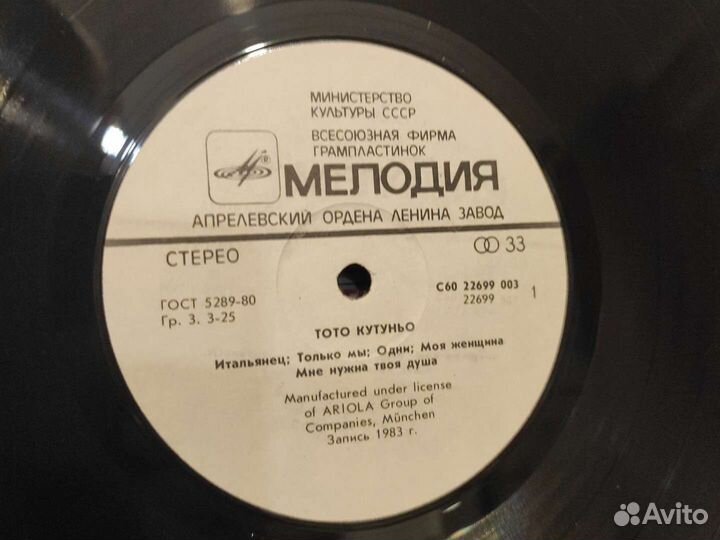 МИНИСТЕРСТВО
КУЛЬТУРЫ СССР
ВСЕСОЮЗНАЯ ФИРМА
ГРАМПЛАСТИНОК
® МЕЛОДИЯ
АПРЕЛЕВСКИЙ ОРДЕНА ЛЕНИНА ЗАВОД
СТЕРЕО 33
ГОСТ 5289-80 С60 22699 003
Гр. 3. 3-25 22699 1
ТОТО КУТУНЬО
Итальянец; Только мы; Одни; Моя женщина
Мне нужна твоя душа
Manufactured under license
of ARIOLA Group of
Companies, München
Запись 1983 г.
Avito